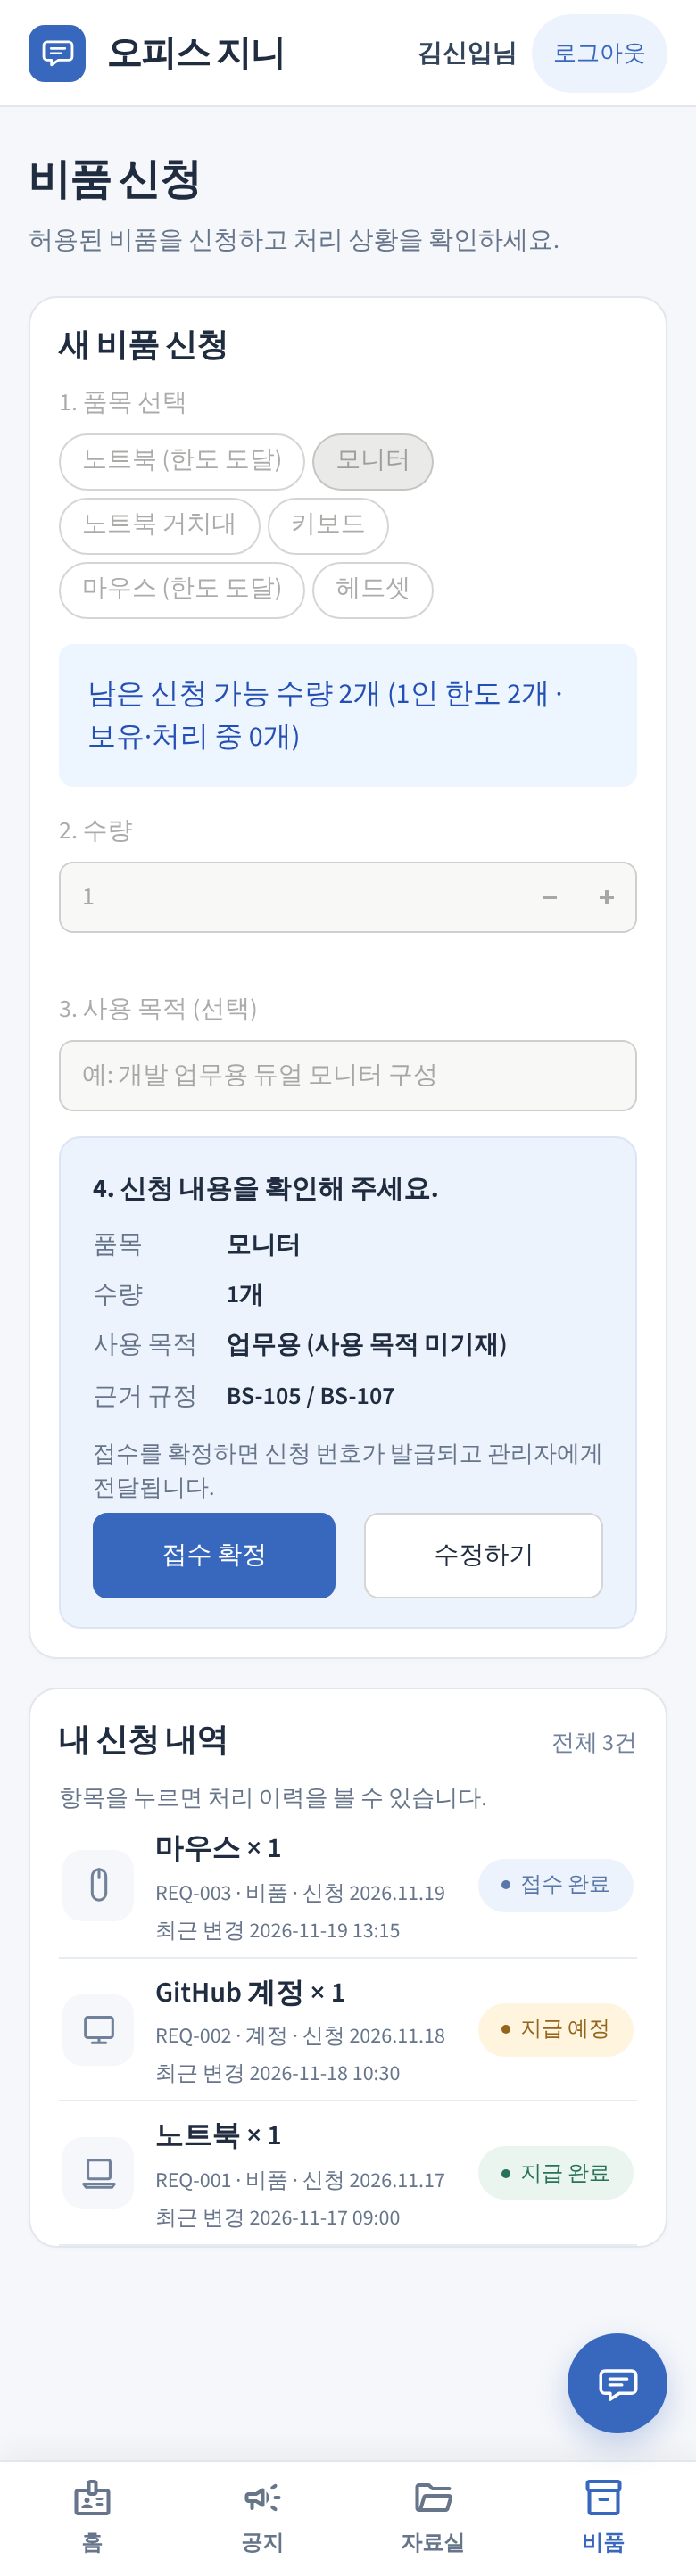 오피스 지니
김신입님
로그아웃
비품 신청
허용된 비품을 신청하고 처리 상황을 확인하세요.
새 비품 신청
1. 품목 선택
노트북 (한도 도달)
모니터
노트북 거치대
키보드
마우스 (한도 도달)
헤드셋
남은 신청 가능 수량 2개 (1인 한도 2개 ·
보유·처리 중 0개)
2. 수량
1
3. 사용 목적 (선택)
예: 개발 업무용 듀얼 모니터 구성
4. 신청 내용을 확인해 주세요.
품목 모니터
수량 1개
사용 목적 업무용 (사용 목적 미기재)
근거 규정 BS-105 / BS-107
접수를 확정하면 신청 번호가 발급되고 관리자에게
전달됩니다.
접수 확정
수정하기
내 신청 내역
전체 3건
항목을 누르면 처리 이력을 볼 수 있습니다.
마우스 × 1
REQ-003 · 비품 · 신청 2026.11.19
최근 변경 2026-11-19 13:15
접수 완료
GitHub 계정 × 1
REQ-002 · 계정 · 신청 2026.11.18
최근 변경 2026-11-18 10:30
지급 예정
노트북 × 1
REQ-001 · 비품 · 신청 2026.11.17
최근 변경 2026-11-17 09:00
지급 완료
홈
공지
자료실
비품